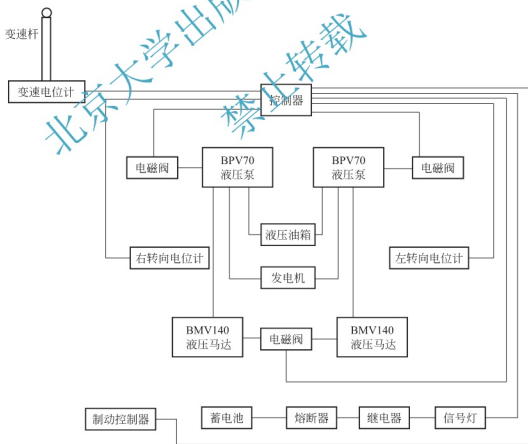 变速杆
变速电位计
北京大学出版
禁止转载
控制器
电磁阀
BPV70
液压泵
BPV70
液压泵
电磁阀
液压油箱
右转向电位计
左转向电位计
发电机
BMV140
液压马达
电磁阀
BMV140
液压马达
制动控制器
蓄电池
熔断器
继电器
信号灯